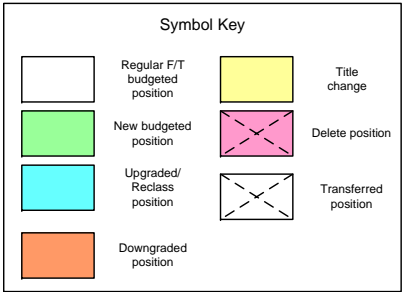 Symbol Key
Regular F/T
budgeted
position
New budgeted
position
Upgraded/
Reclass
position
Downgraded
position
Title
change
Delete position
Transferred
position